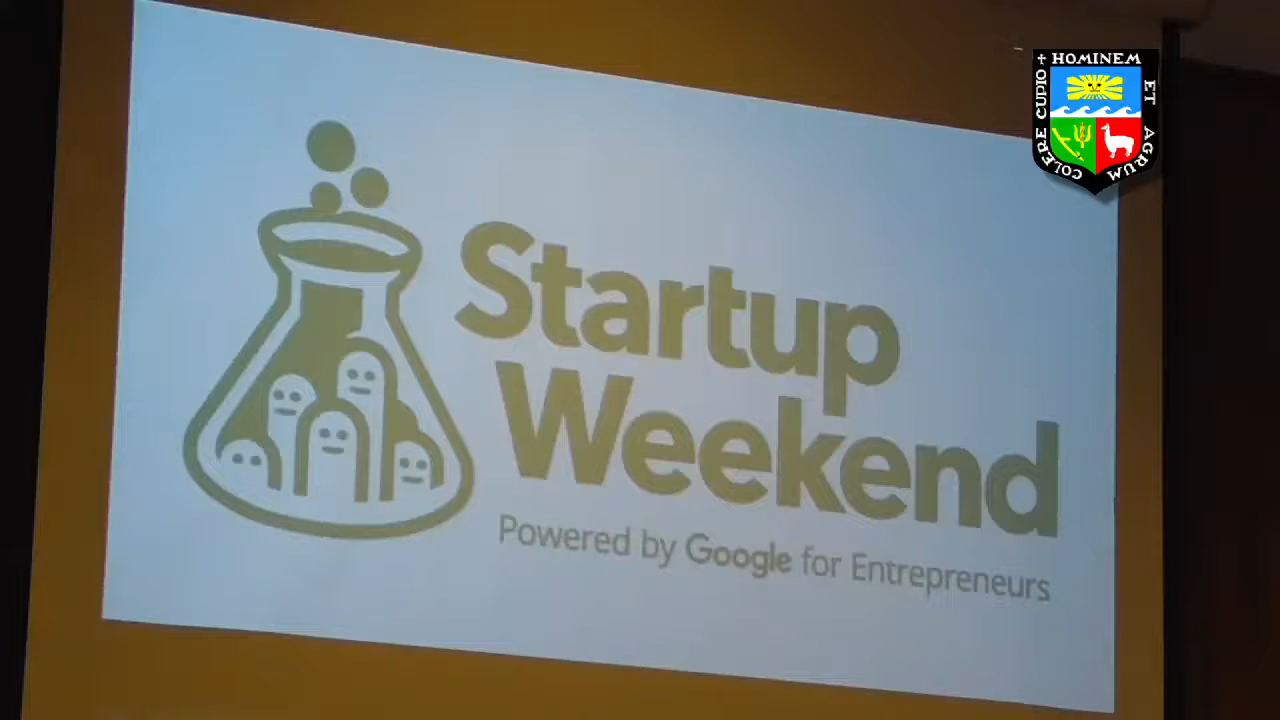 Startup
Weekend
Powered by Google for Entrepreneurs
COLERE CUPIO + HOMINEM ET AGRUM